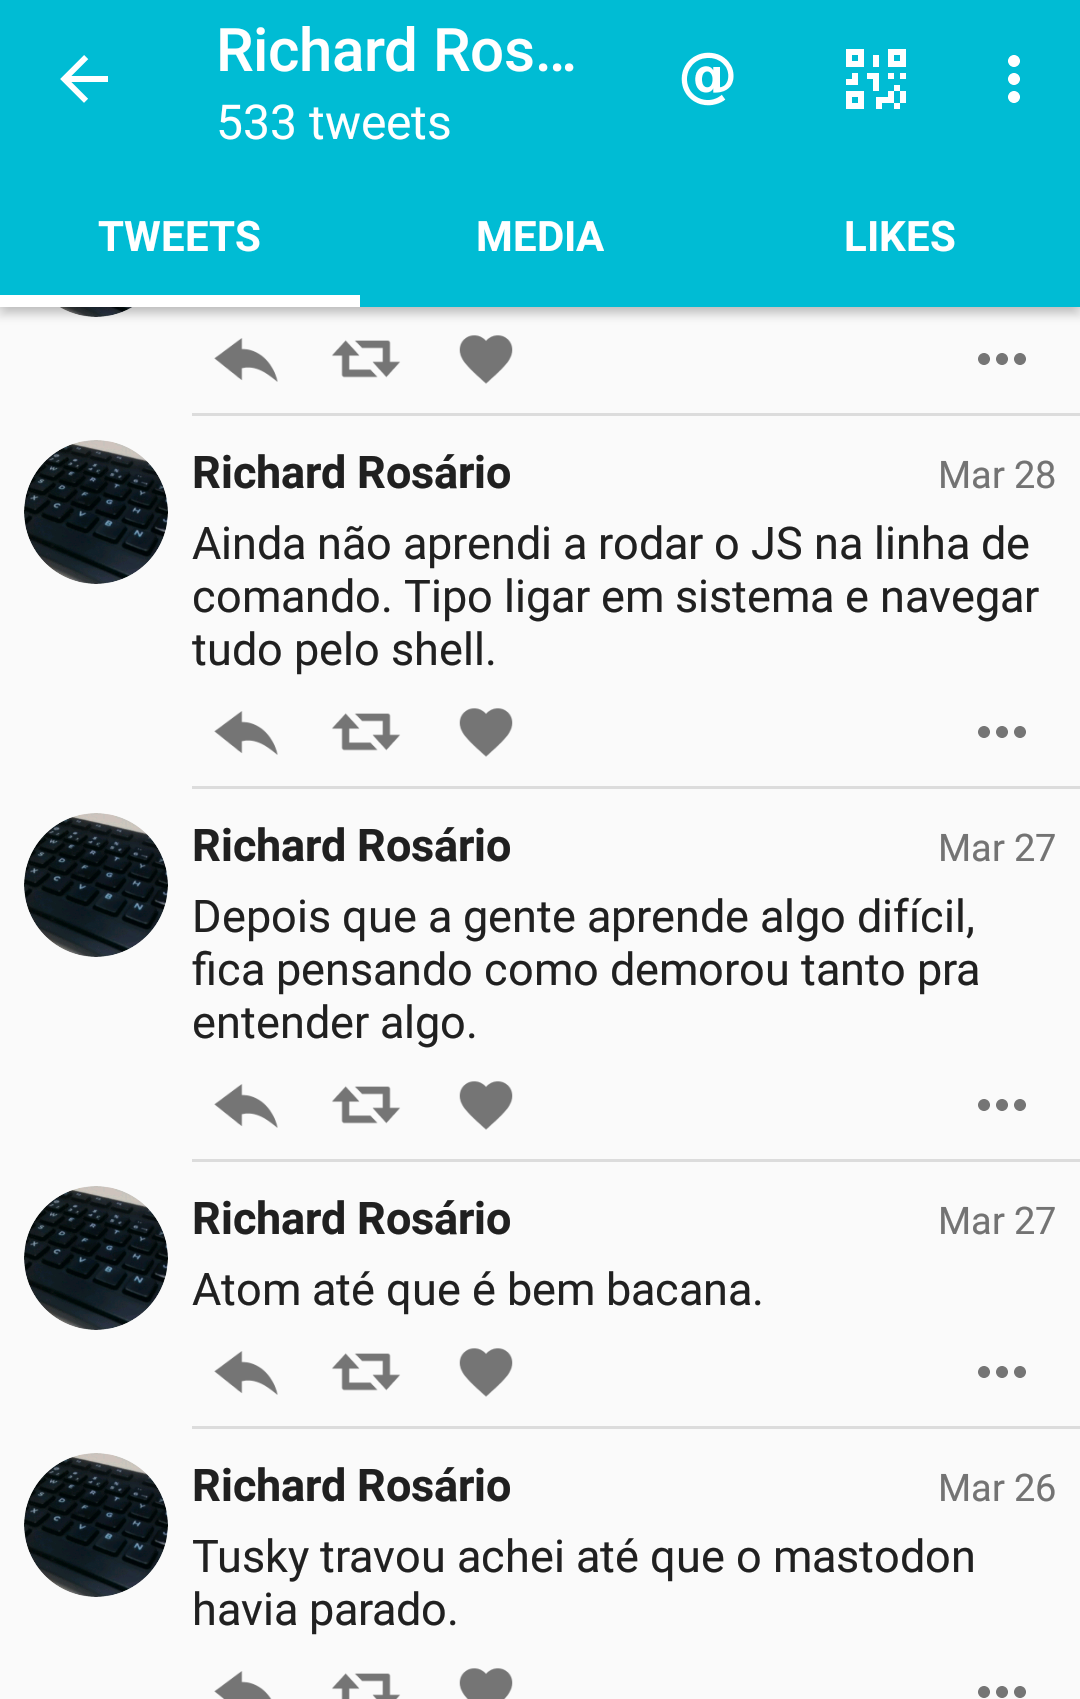 Richard Ros...
533 tweets
TWEETS
MEDIA
LIKES
Richard Rosário
Mar 28
Ainda não aprendi a rodar o JS na linha de
comando. Tipo ligar em sistema e navegar
tudo pelo shell.
Richard Rosário
Mar 27
Depois que a gente aprende algo difícil,
fica pensando como demorou tanto pra
entender algo.
Richard Rosário
Mar 27
Atom até que é bem bacana.
Richard Rosário
Mar 26
Tusky travou achei até que o mastodon
havia parado.